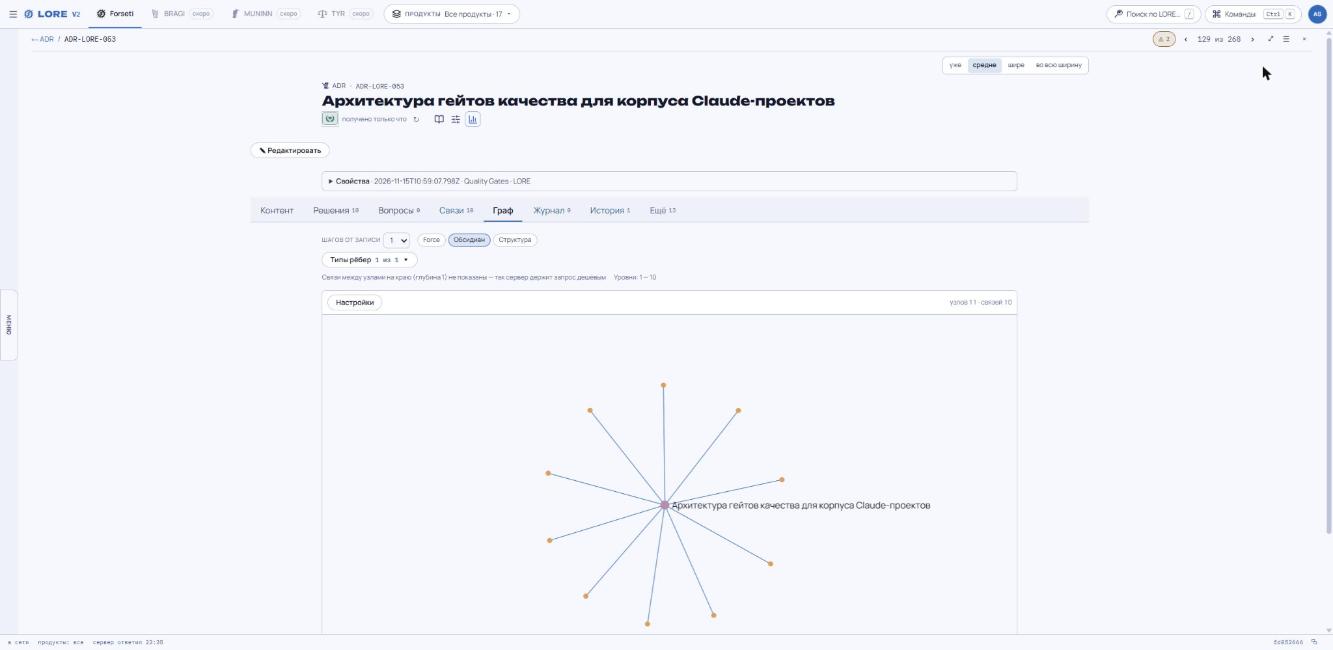 LORE V2 Forseti BRAGI скоро MUNINN скоро TYR скоро ПРОДУКТЫ Все продукты · 17 Поиск по LORE... / Команды Ctrl K AS
← ADR / ADR-LORE-063 ⚠ 2 ‹ 129 из 268 ›
уже средне шире во всю ширину
ADR · ADR-LORE-063
Архитектура гейтов качества для корпуса Claude-проектов
получено только что
Редактировать
▸ Свойства · 2026-11-15T10:59:07.798Z · Quality Gates · LORE
Контент Решения 10 Вопросы 0 Связи 10 Граф Журнал 0 История 1 Ещё 13
ШАГОВ ОТ ЗАПИСИ 1 Force Обсидиан Структура
Типы рёбер 1 из 1
Связи между узлами на краю (глубина 1) не показаны — так сервер держит запрос дешёвым Уровни: 1 — 10
Настройки узлов 11 · связей 10
Архитектура гейтов качества для корпуса Claude-проектов
МЕНЮ
в сети продукты: все сервер ответил 22:20